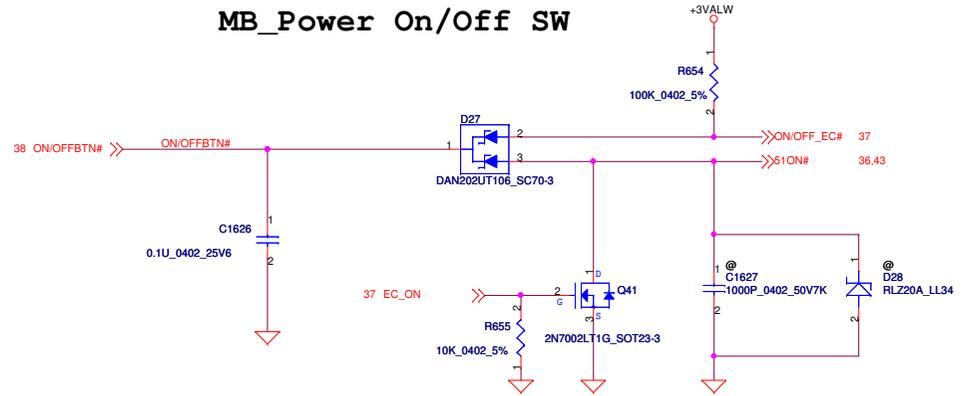 MB_Power On/Off SW
+3VALW
1
R654
100K_0402_5%
2
D27
38 ON/OFFBTN#
ON/OFFBTN#
1
2
3
ON/OFF_EC# 37
51ON# 36,43
DAN202UT106_SC70-3
1
C1626
0.1U_0402_25V6
2
37 EC_ON
2
G
1
D
Q41
3
S
2N7002LT1G_SOT23-3
2
R655
10K_0402_5%
1
1
@
C1627
1000P_0402_50V7K
2
1
@
D28
RLZ20A_LL34
2